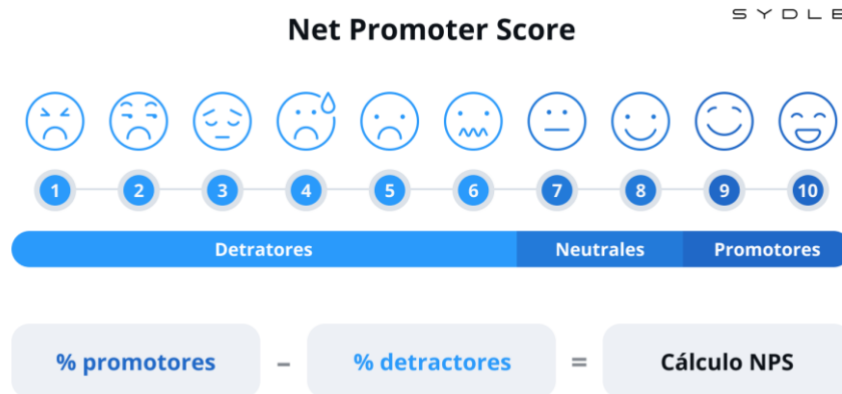 SYDLE
Net Promoter Score
1 2 3 4 5 6 7 8 9 10
Detratores Neutrales Promotores
% promotores - % detractores = Cálculo NPS